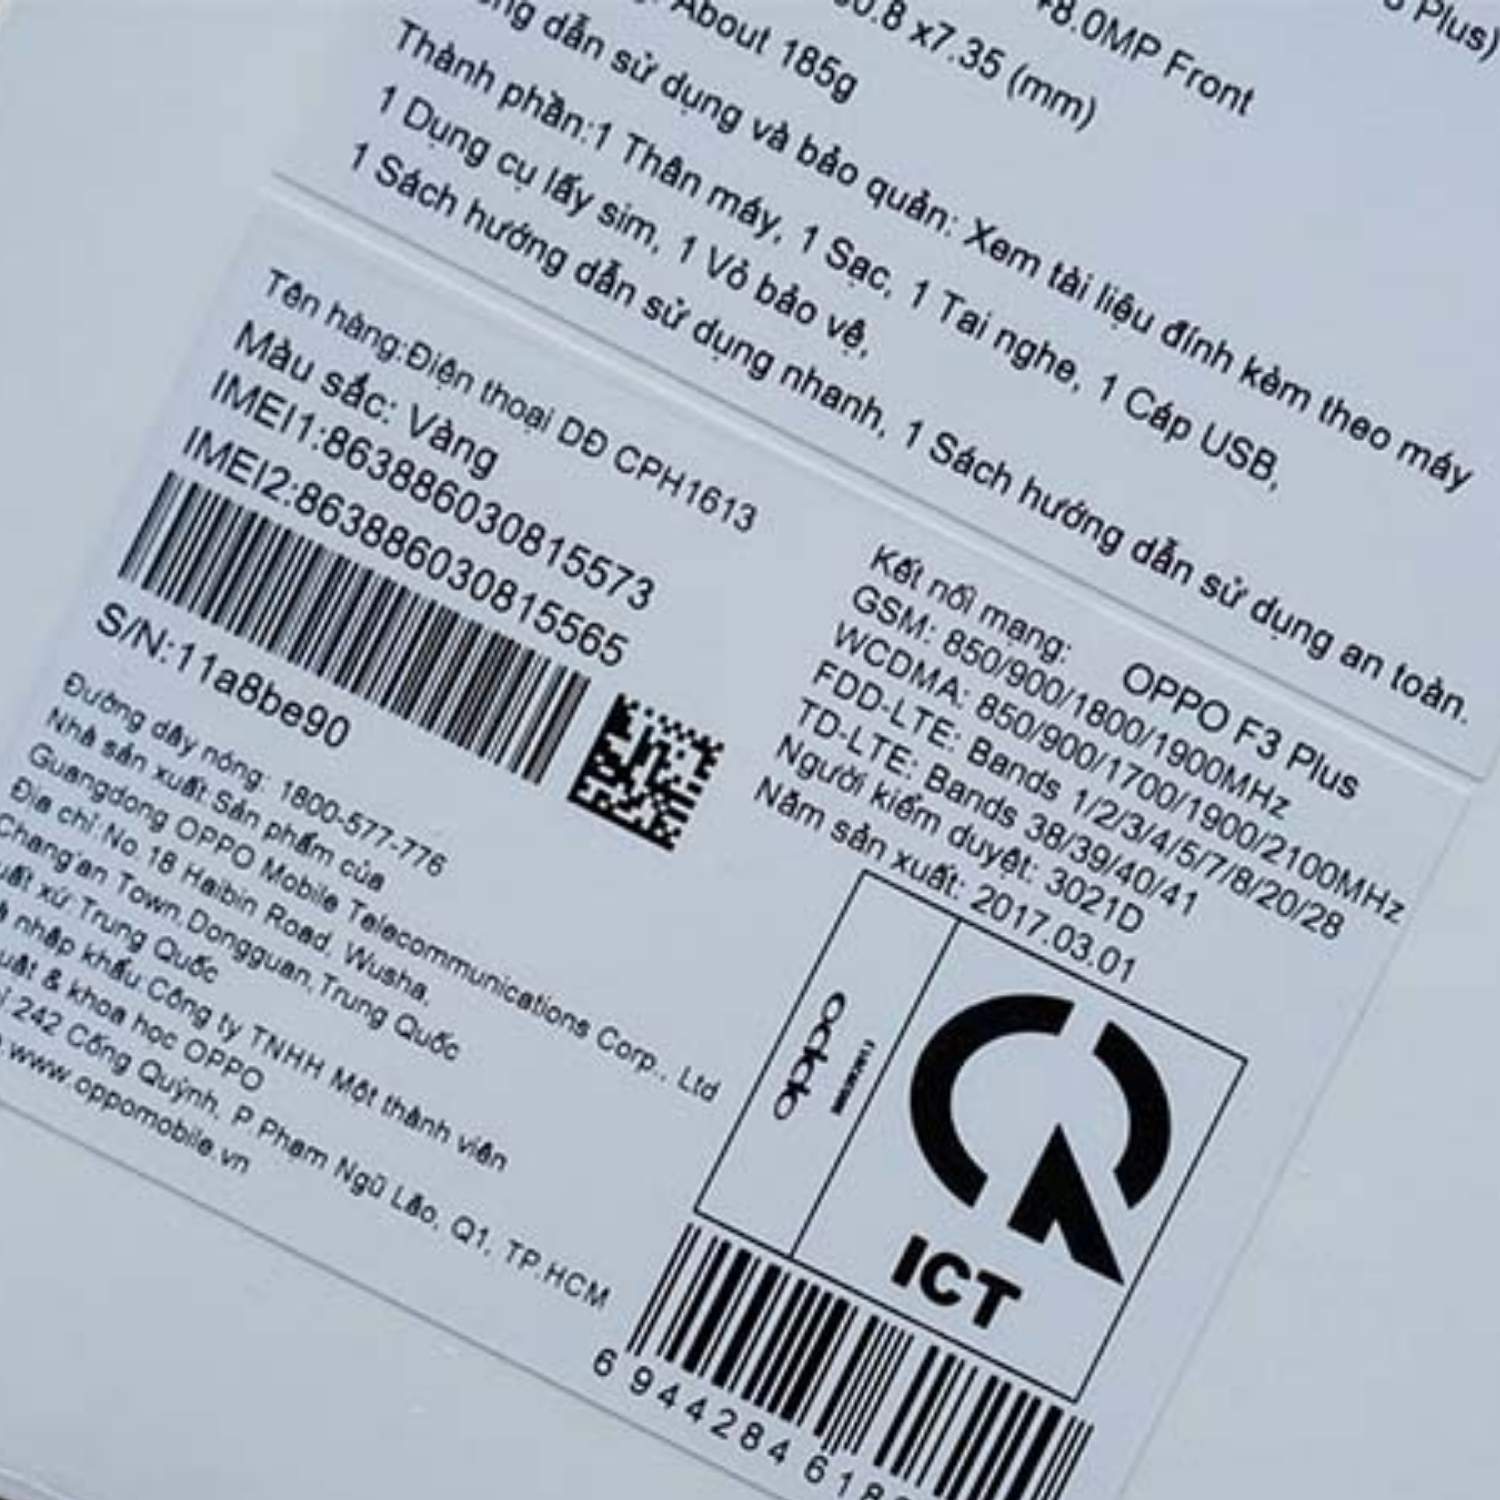 Plus)
+8.0MP Front
x7.35 (mm)
About 185g
dẫn sử dụng và bảo quản: Xem tài liệu đính kèm theo máy
Thành phần:1 Thân máy, 1 Sạc, 1 Tai nghe, 1 Cáp USB,
1 Dụng cụ lấy sim, 1 Vỏ bảo vệ,
1 Sách hướng dẫn sử dụng nhanh, 1 Sách hướng dẫn sử dụng an toàn.
Tên hàng:Điện thoại DĐ CPH1613
Màu sắc: Vàng
IMEI1:863886030815573
IMEI2:863886030815565
S/N:11a8be90
Đường dây nóng: 1800-577-776
Nhà sản xuất:Sản phẩm của
Guangdong OPPO Mobile Telecommunications Corp., Ltd
Địa chỉ:No.18 Haibin Road, Wusha,
Chang'an Town,Dongguan,Trung Quốc
xứ:Trung Quốc
nhập khẩu:Công ty TNHH Một thành viên
& khoa học OPPO
242 Cống Quỳnh, P.Phạm Ngũ Lão, Q1, TP.HCM
www.oppomobile.vn
OPPO F3 Plus
Kết nối mạng:
GSM: 850/900/1800/1900MHz
WCDMA: 850/900/1700/1900/2100MHz
FDD-LTE: Bands 1/2/3/4/5/7/8/20/28
TD-LTE: Bands 38/39/40/41
Người kiểm duyệt: 3021D
Năm sản xuất: 2017.03.01
oppo
ICT
6 944284 618